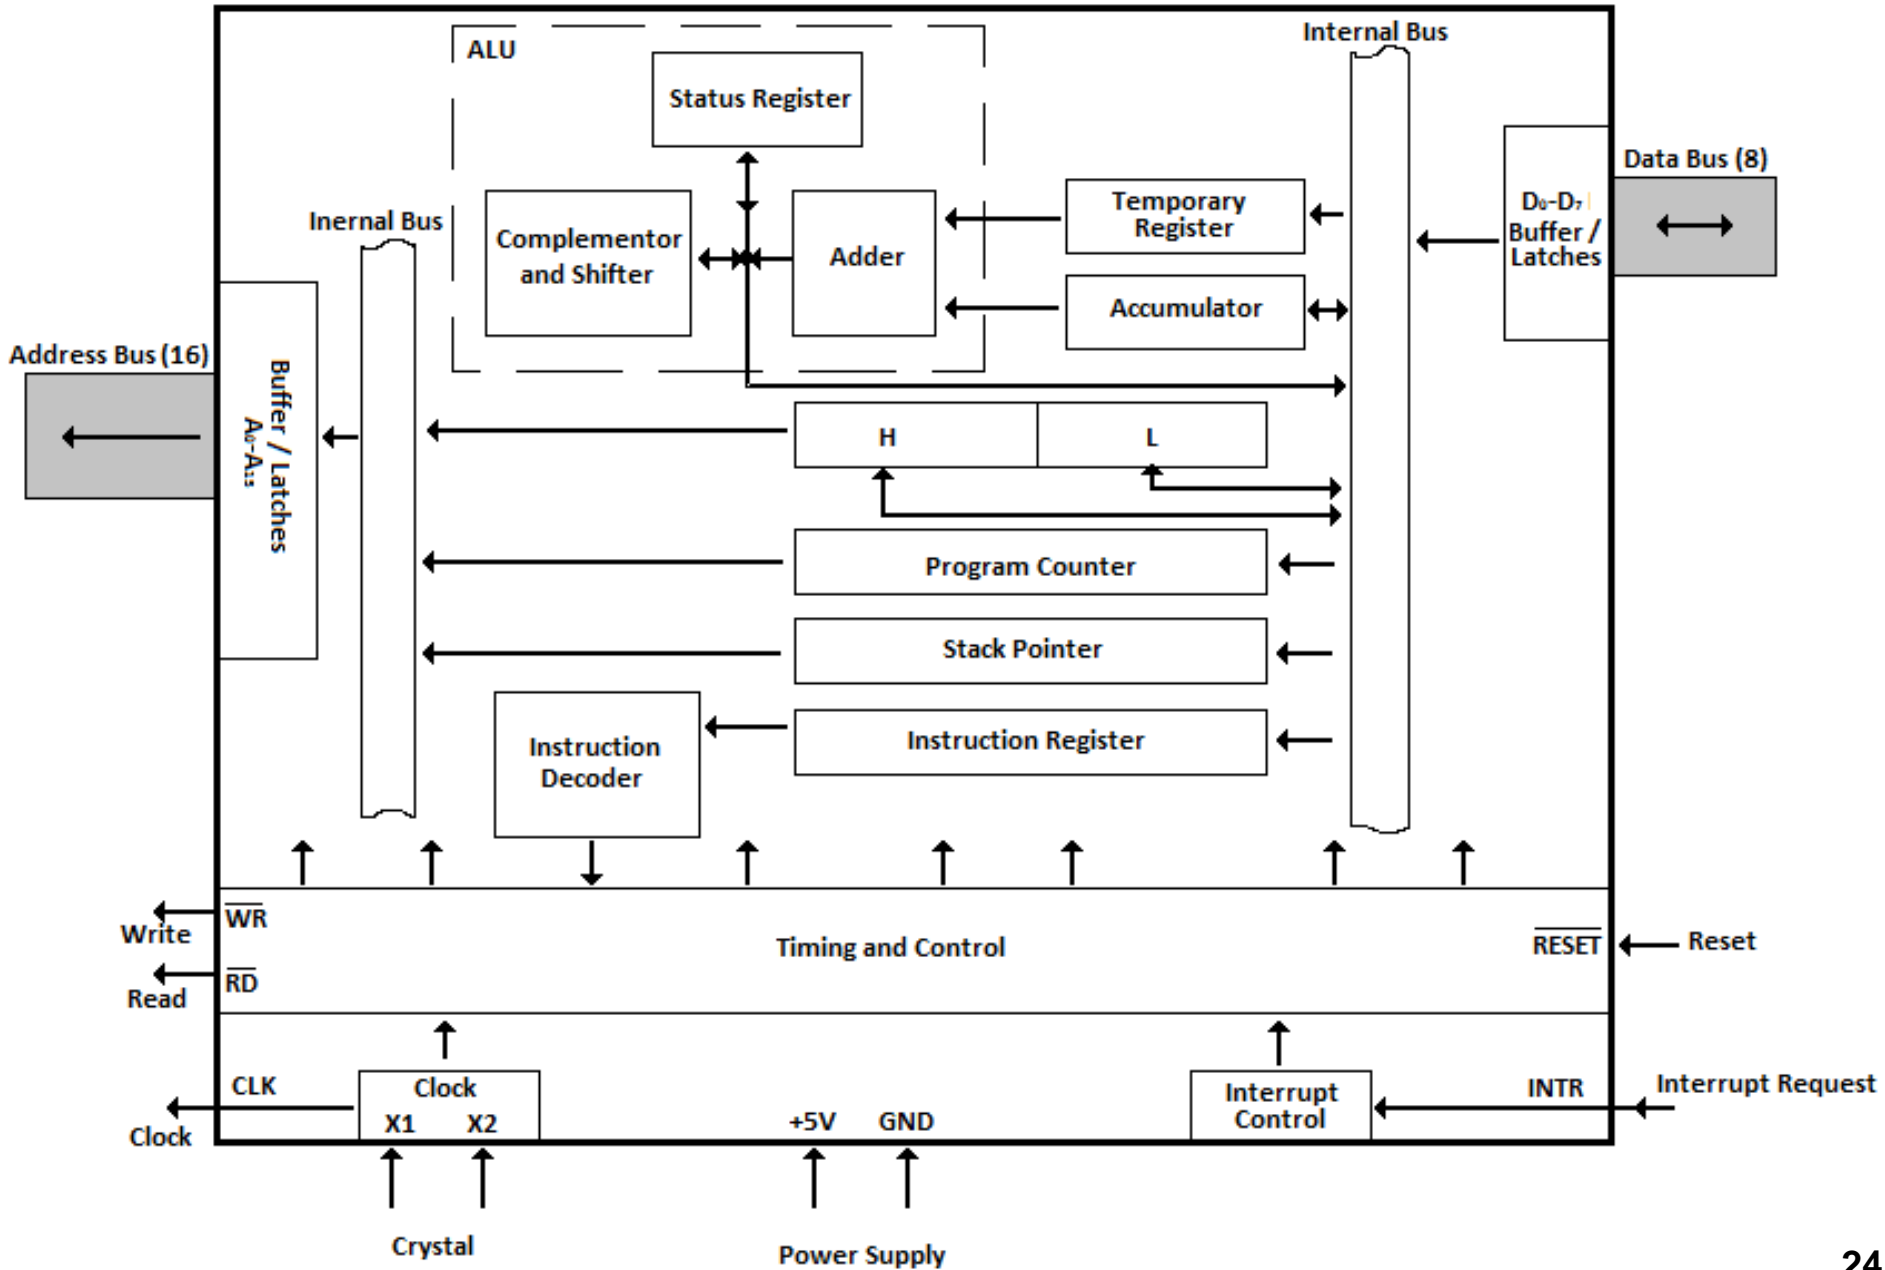 Internal Bus
ALU
Status Register
Data Bus (8)
Temporary
Register
D₀-D₇
Buffer /
Latches
Inernal Bus
Complementor
and Shifter
Adder
Accumulator
Address Bus (16)
Buffer / Latches
A₀-A₁₅
H
L
Program Counter
Stack Pointer
Instruction
Decoder
Instruction Register
WR
Write
Timing and Control
RESET
Reset
RD
Read
CLK
Clock
Clock
X1
X2
+5V
GND
Interrupt
Control
INTR
Interrupt Request
Crystal
Power Supply
24